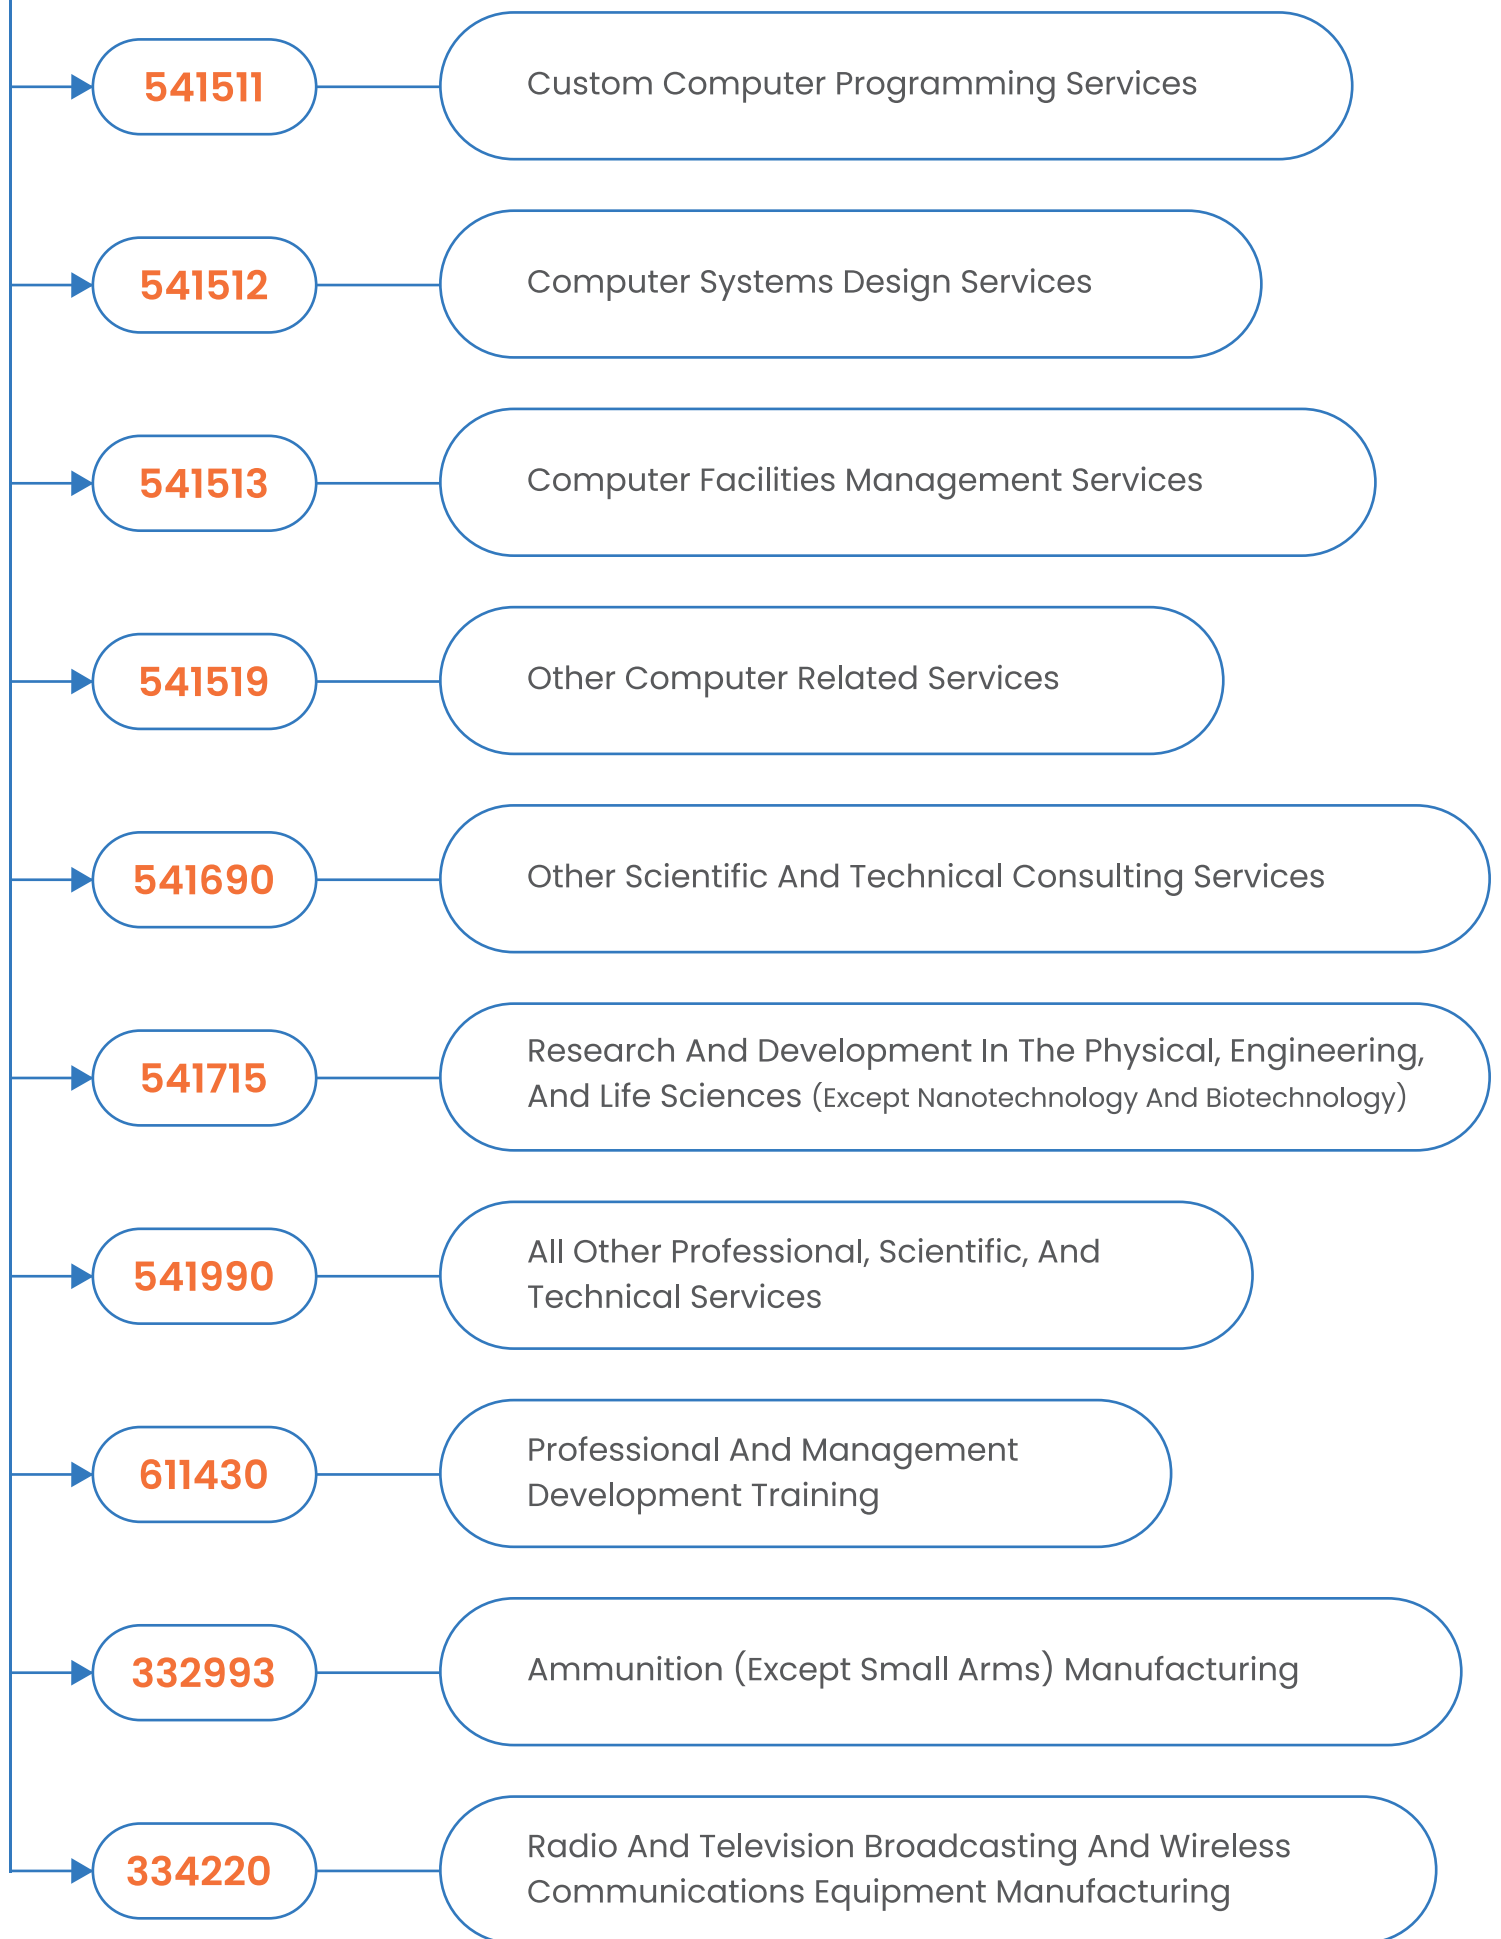 541511
Custom Computer Programming Services
541512
Computer Systems Design Services
541513
Computer Facilities Management Services
541519
Other Computer Related Services
541690
Other Scientific And Technical Consulting Services
541715
Research And Development In The Physical, Engineering,
And Life Sciences (Except Nanotechnology And Biotechnology)
541990
All Other Professional, Scientific, And
Technical Services
611430
Professional And Management
Development Training
332993
Ammunition (Except Small Arms) Manufacturing
334220
Radio And Television Broadcasting And Wireless
Communications Equipment Manufacturing